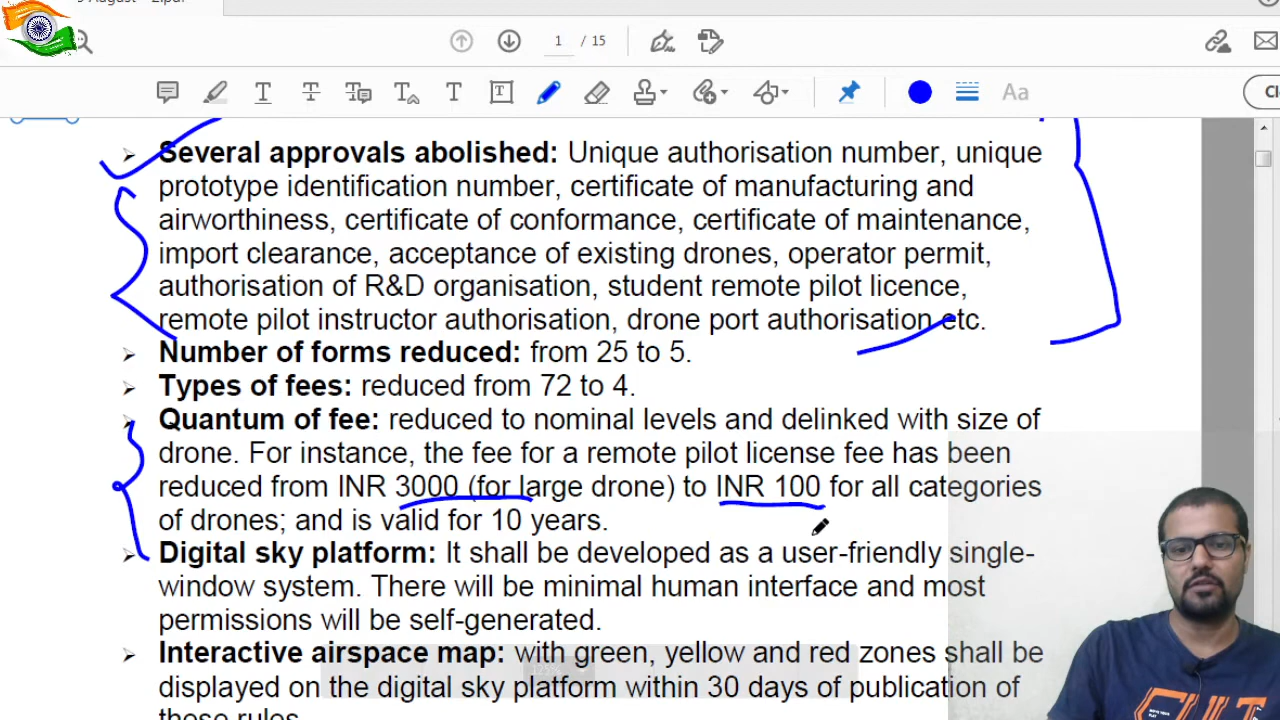 1 / 15
Aa
Several approvals abolished: Unique authorisation number, unique
prototype identification number, certificate of manufacturing and
airworthiness, certificate of conformance, certificate of maintenance,
import clearance, acceptance of existing drones, operator permit,
authorisation of R&D organisation, student remote pilot licence,
remote pilot instructor authorisation, drone port authorisation etc.
Number of forms reduced: from 25 to 5.
Types of fees: reduced from 72 to 4.
Quantum of fee: reduced to nominal levels and delinked with size of
drone. For instance, the fee for a remote pilot license fee has been
reduced from INR 3000 (for large drone) to INR 100 for all categories
of drones; and is valid for 10 years.
Digital sky platform: It shall be developed as a user-friendly single-
window system. There will be minimal human interface and most
permissions will be self-generated.
Interactive airspace map: with green, yellow and red zones shall be
displayed on the digital sky platform within 30 days of publication of